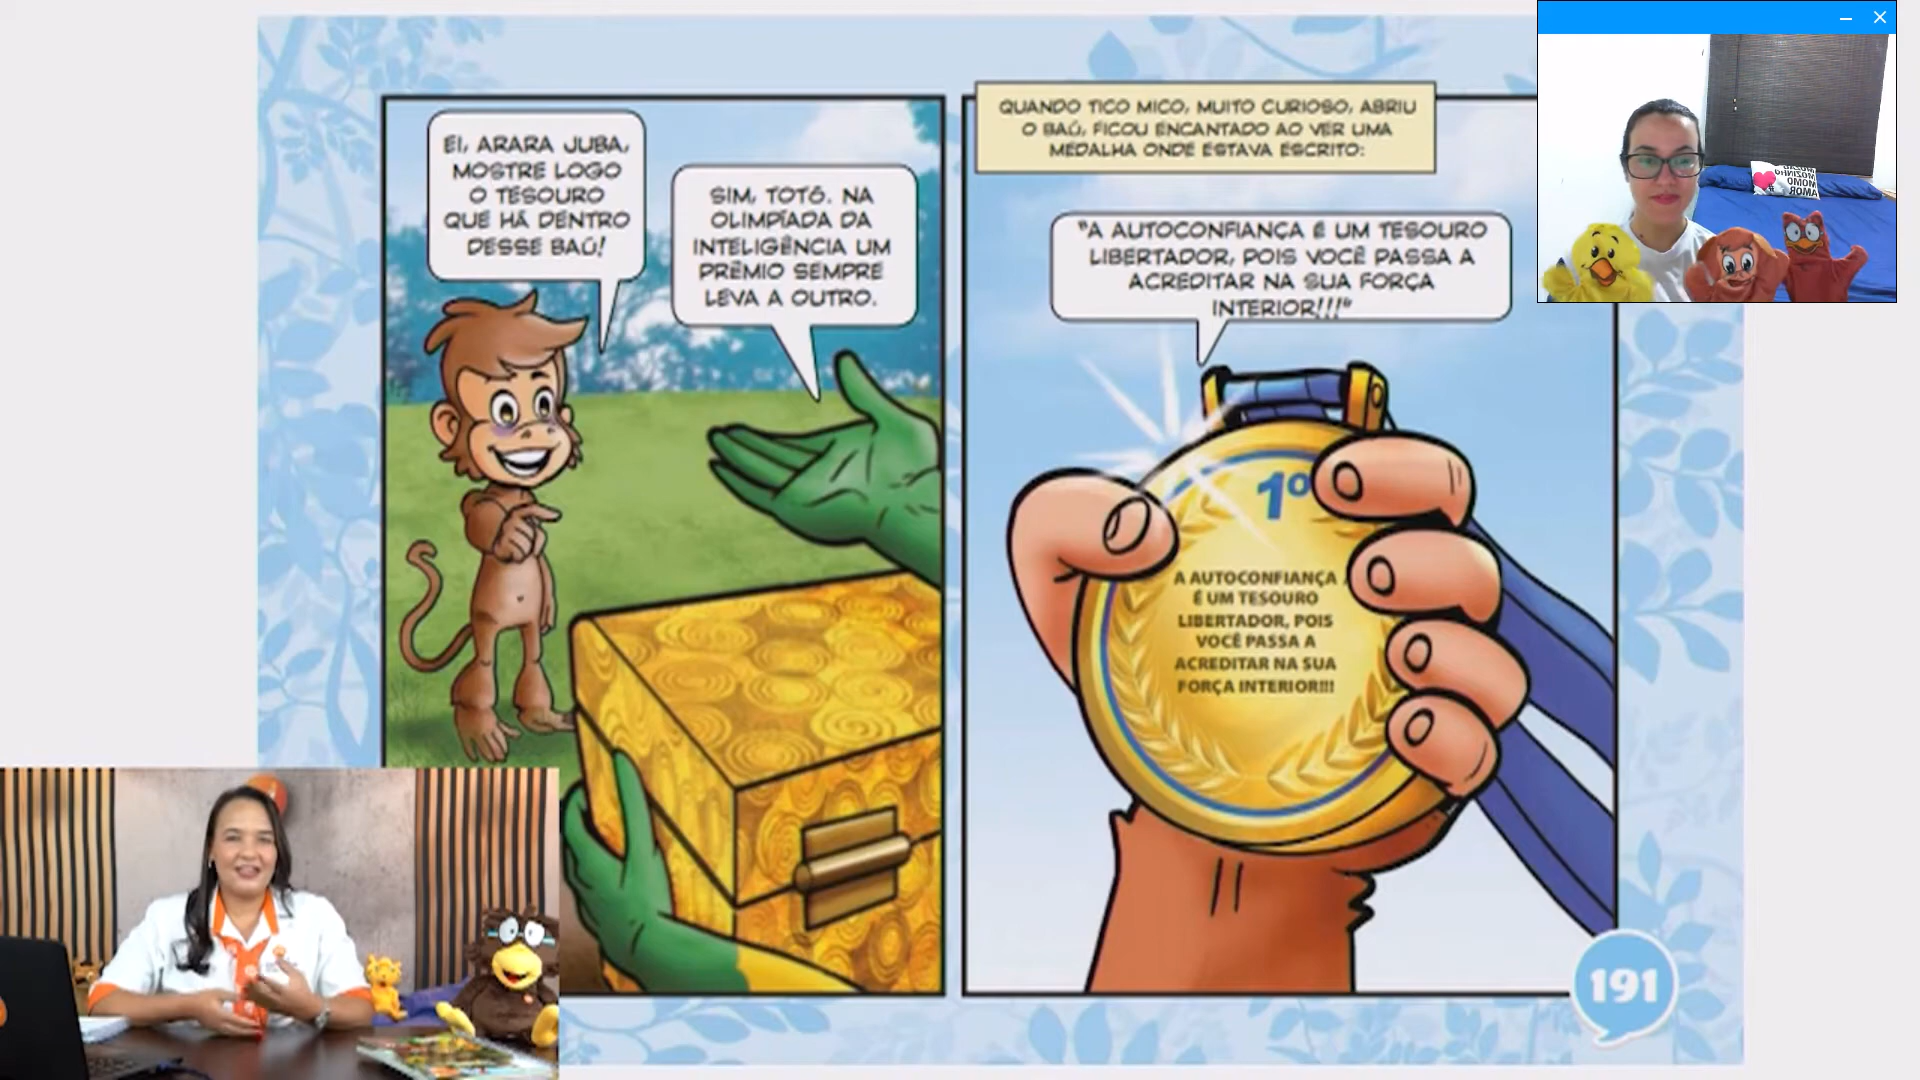 EI, ARARA JUBA,
MOSTRE LOGO
O TESOURO
QUE HÁ DENTRO
DESSE BAÚ!
SIM, TOTÓ. NA
OLIMPÍADA DA
INTELIGÊNCIA UM
PRÊMIO SEMPRE
LEVA A OUTRO.
QUANDO TICO MICO, MUITO CURIOSO, ABRIU
O BAÚ, FICOU ENCANTADO AO VER UMA
MEDALHA ONDE ESTAVA ESCRITO:
"A AUTOCONFIANÇA É UM TESOURO
LIBERTADOR, POIS VOCÊ PASSA A
ACREDITAR NA SUA FORÇA
INTERIOR!!!"
1º
A AUTOCONFIANÇA
É UM TESOURO
LIBERTADOR, POIS
VOCÊ PASSA A
ACREDITAR NA SUA
FORÇA INTERIOR!!!
191
MOZINHO
MOMO
AMOR